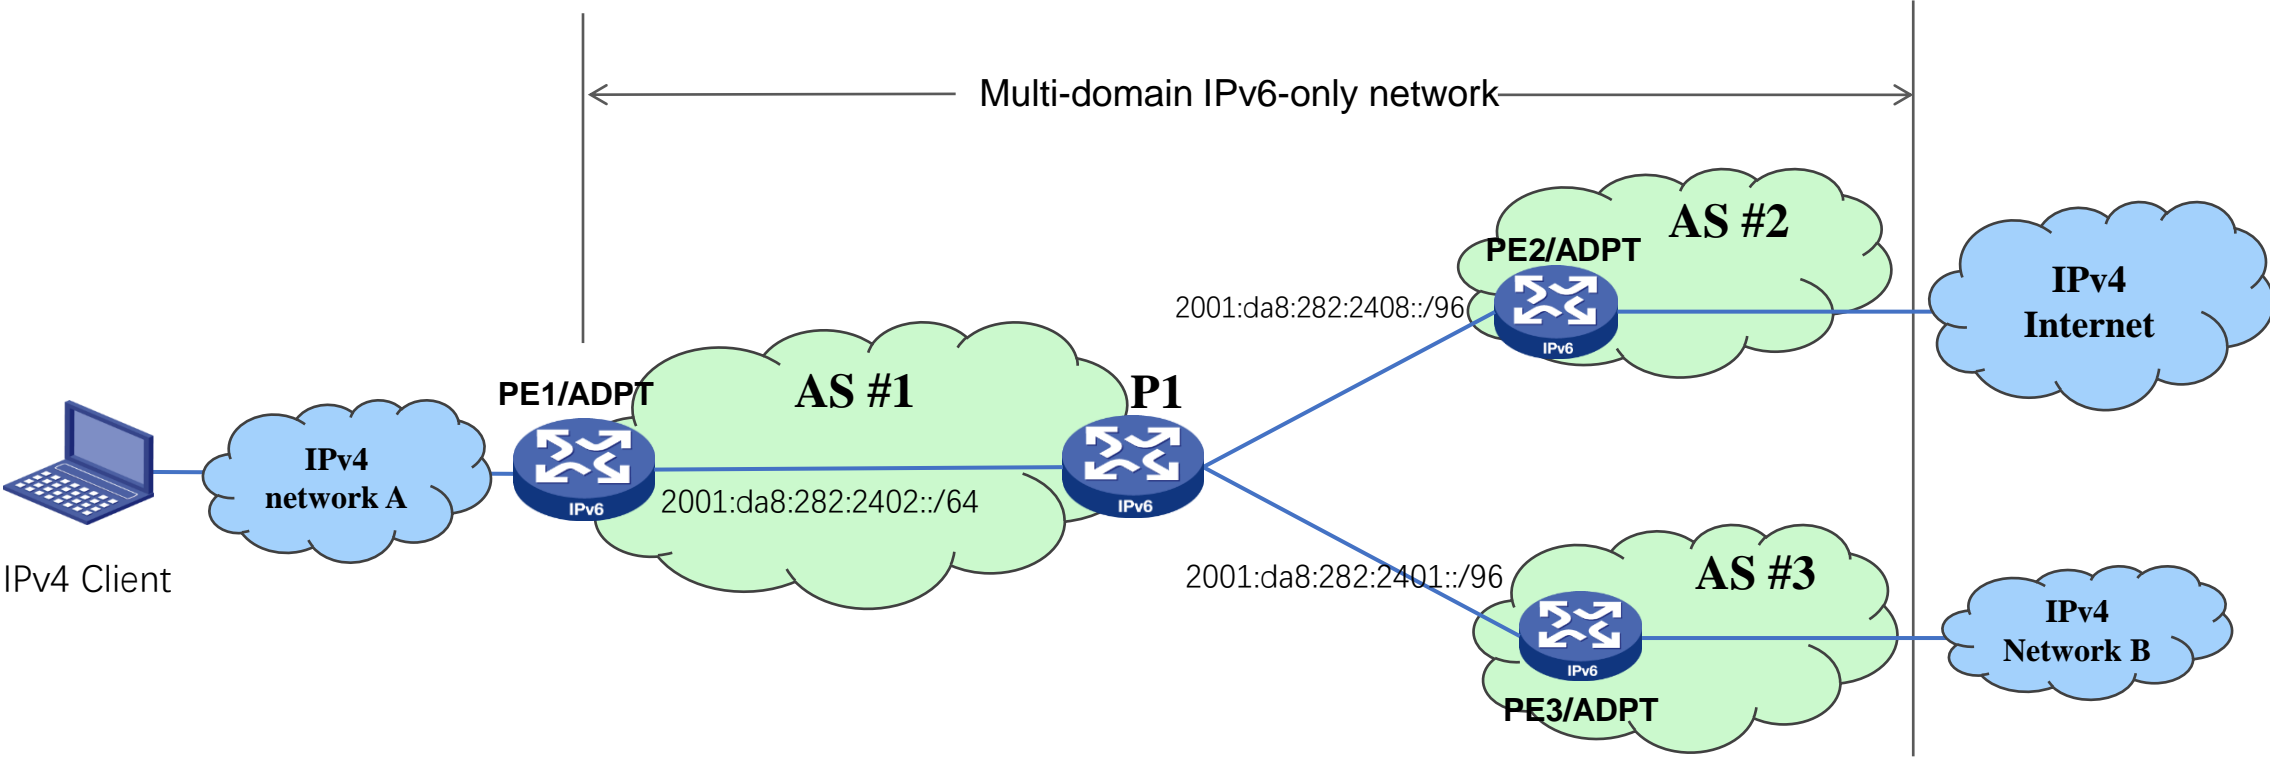 Multi-domain IPv6-only network
AS #2
PE2/ADPT
IPv6
2001:da8:282:2408::/96
IPv4
Internet
AS #1
PE1/ADPT
IPv6
P1
IPv6
2001:da8:282:2402::/64
IPv4
network A
IPv4 Client
2001:da8:282:2401::/96
AS #3
IPv6
PE3/ADPT
IPv4
Network B